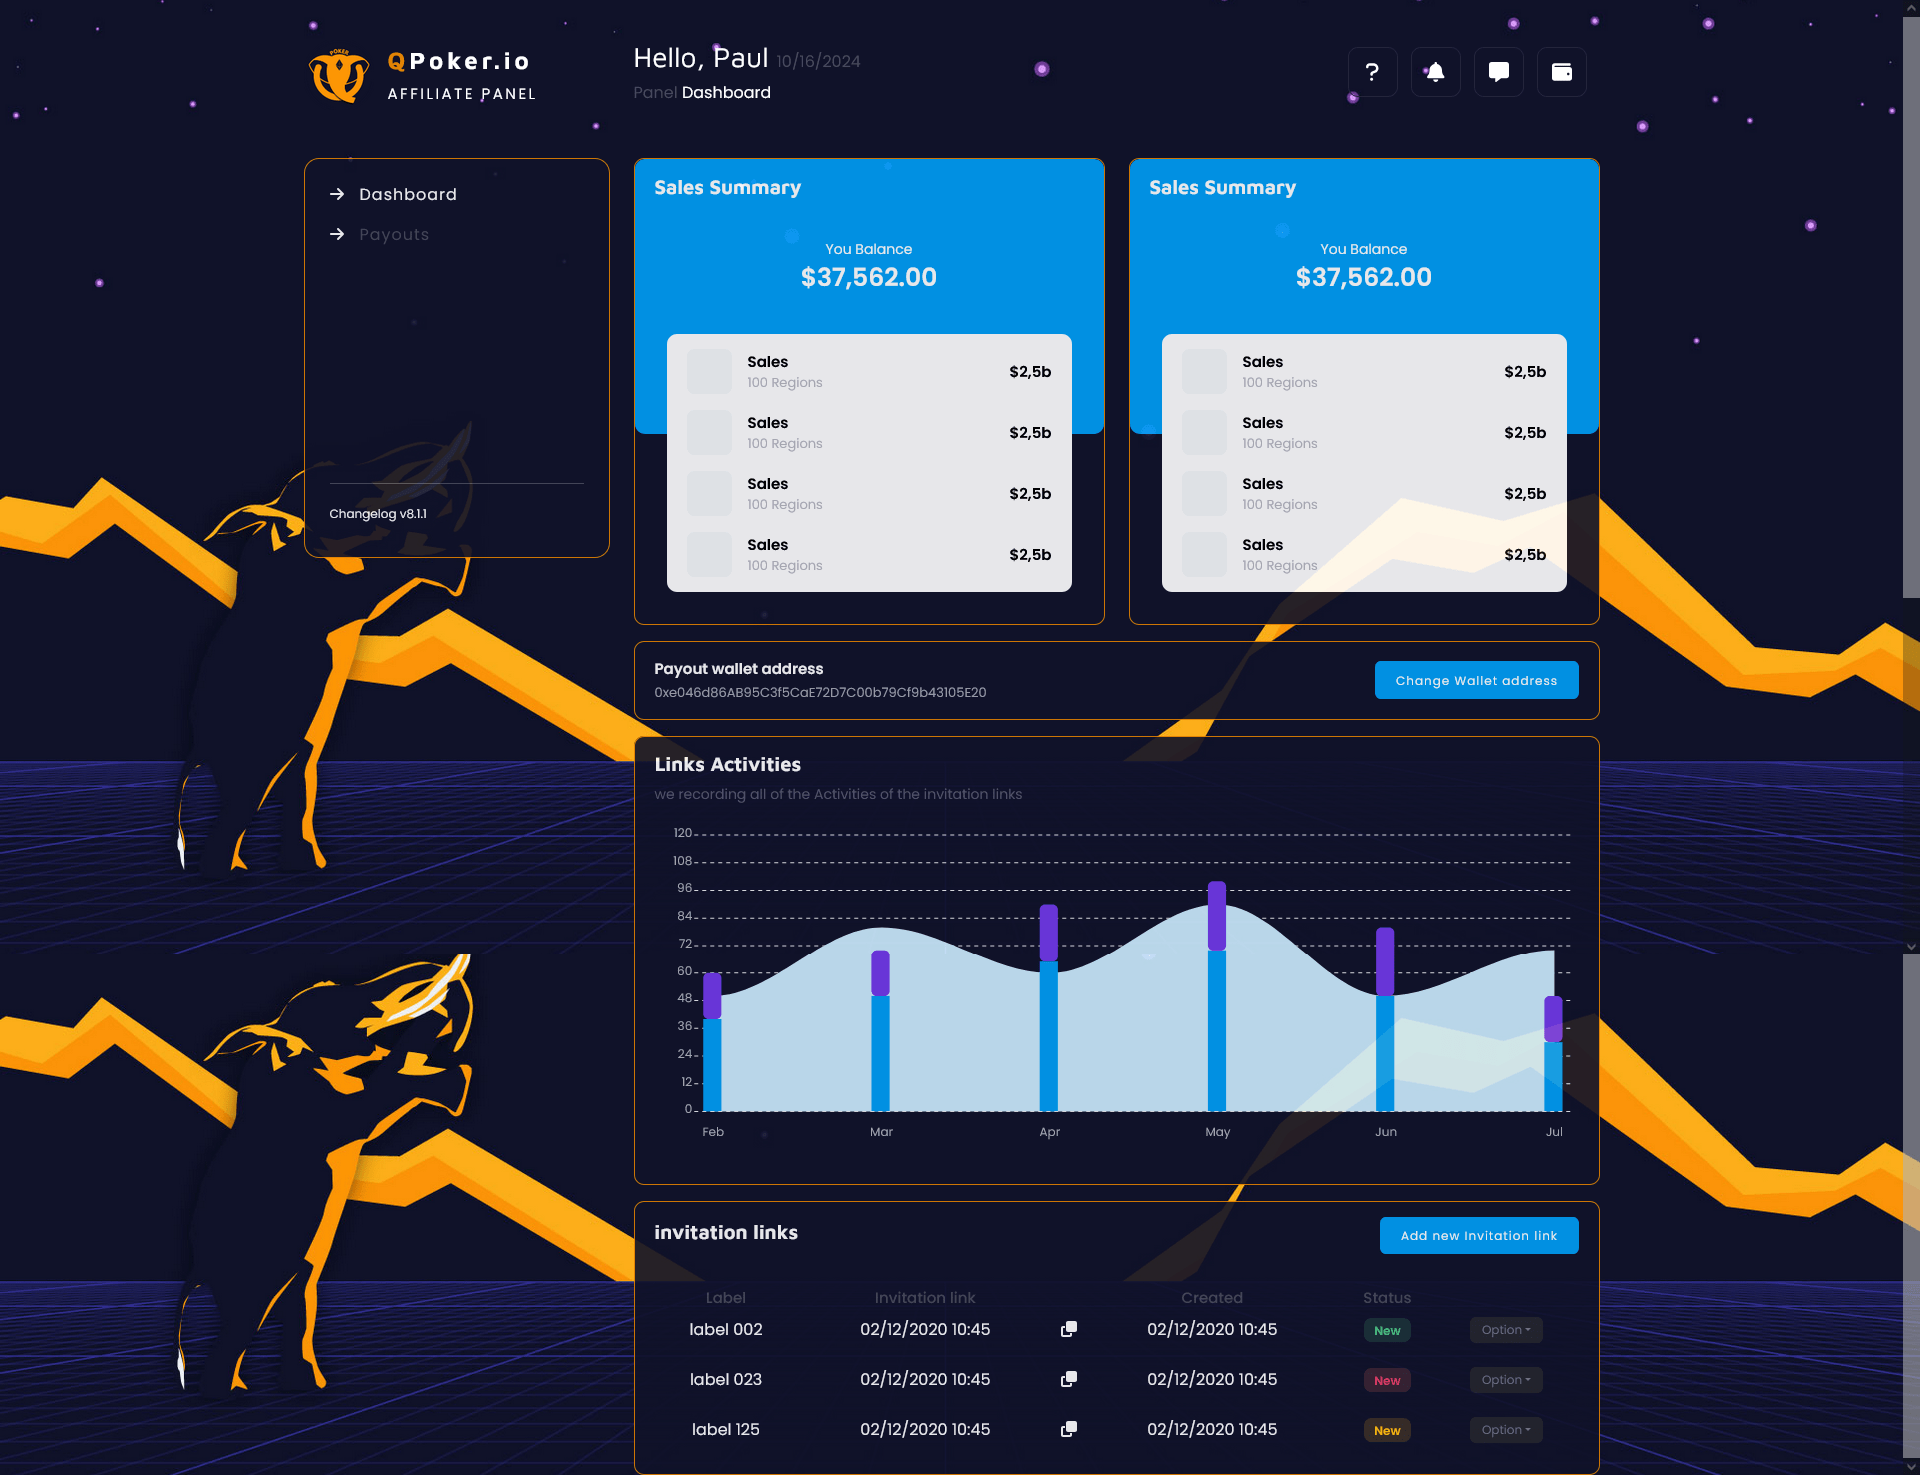 POKER
QPoker.io
AFFILIATE PANEL
Hello, Paul 10/16/2024
Panel Dashboard
?
Dashboard
Payouts
Changelog v8.1.1
Sales Summary
You Balance
$37,562.00
Sales
100 Regions
$2,5b
Sales
100 Regions
$2,5b
Sales
100 Regions
$2,5b
Sales
100 Regions
$2,5b
Sales Summary
You Balance
$37,562.00
Sales
100 Regions
$2,5b
Sales
100 Regions
$2,5b
Sales
100 Regions
$2,5b
Sales
100 Regions
$2,5b
Payout wallet address
0xe046d86AB95C3f5CaE72D7C00b79Cf9b43105E20
Change Wallet address
Links Activities
we recording all of the Activities of the invitation links
120
108
96
84
72
60
48
36
24
12
0
Feb Mar Apr May Jun Jul
invitation links
Add new Invitation link
Label Invitation link Created Status
label 002 02/12/2020 10:45 02/12/2020 10:45 New Option
label 023 02/12/2020 10:45 02/12/2020 10:45 New Option
label 125 02/12/2020 10:45 02/12/2020 10:45 New Option